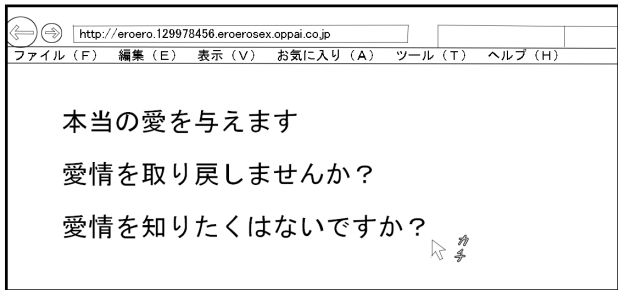 http://eroero.129978456.eroerosex.oppai.co.jp
ファイル（F） 編集（E） 表示（V） お気に入り（A） ツール（T） ヘルプ（H）
本当の愛を与えます
愛情を取り戻しませんか？
愛情を知りたくはないですか？
カチ